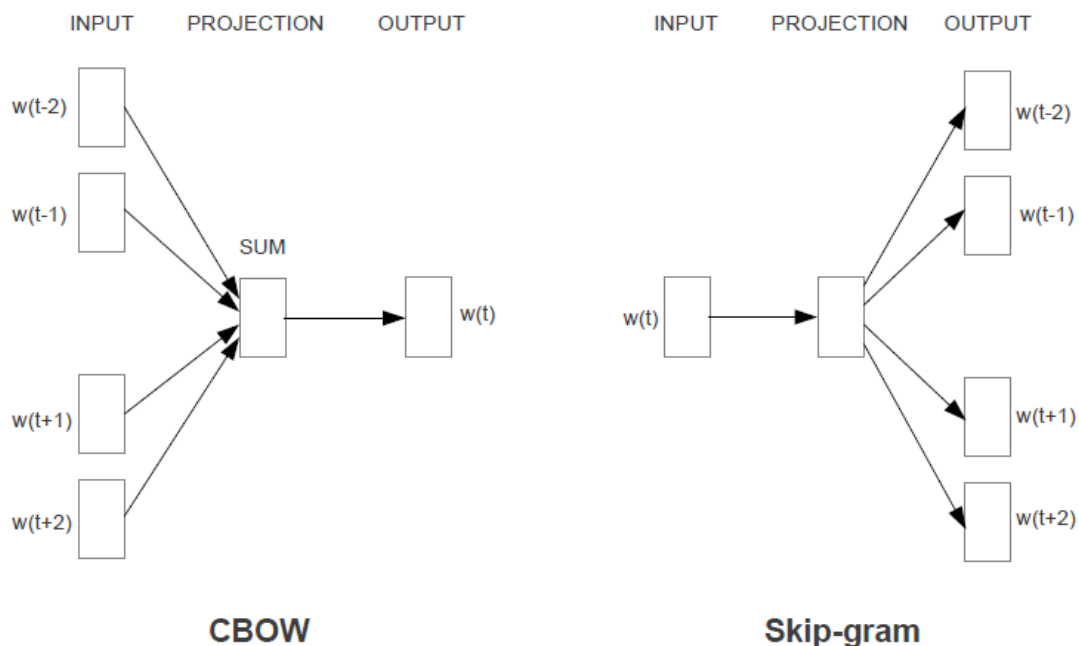 INPUT PROJECTION OUTPUT
w(t-2)
w(t-1)
SUM
w(t)
w(t+1)
w(t+2)
CBOW
INPUT PROJECTION OUTPUT
w(t-2)
w(t-1)
w(t)
w(t+1)
w(t+2)
Skip-gram